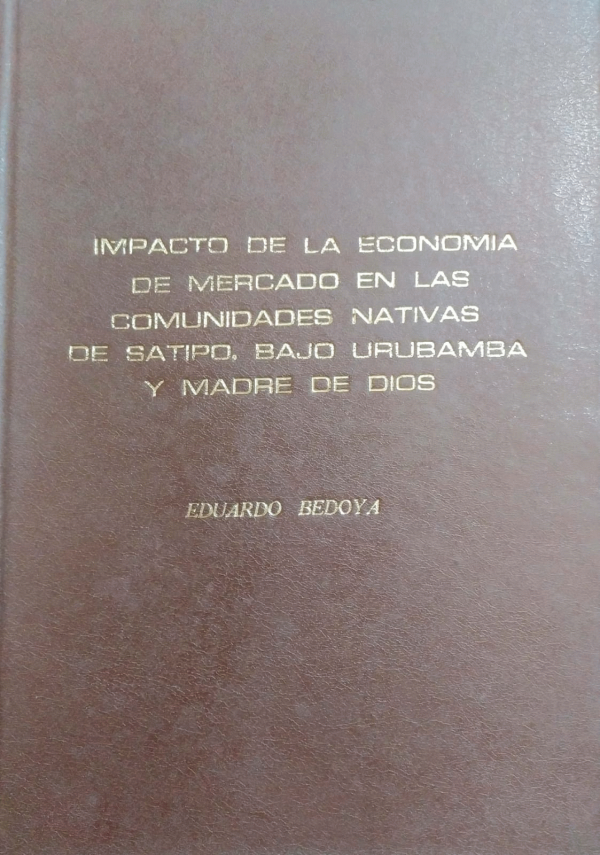 IMPACTO DE LA ECONOMIA
DE MERCADO EN LAS
COMUNIDADES NATIVAS
DE SATIPO, BAJO URUBAMBA
Y MADRE DE DIOS
EDUARDO BEDOYA